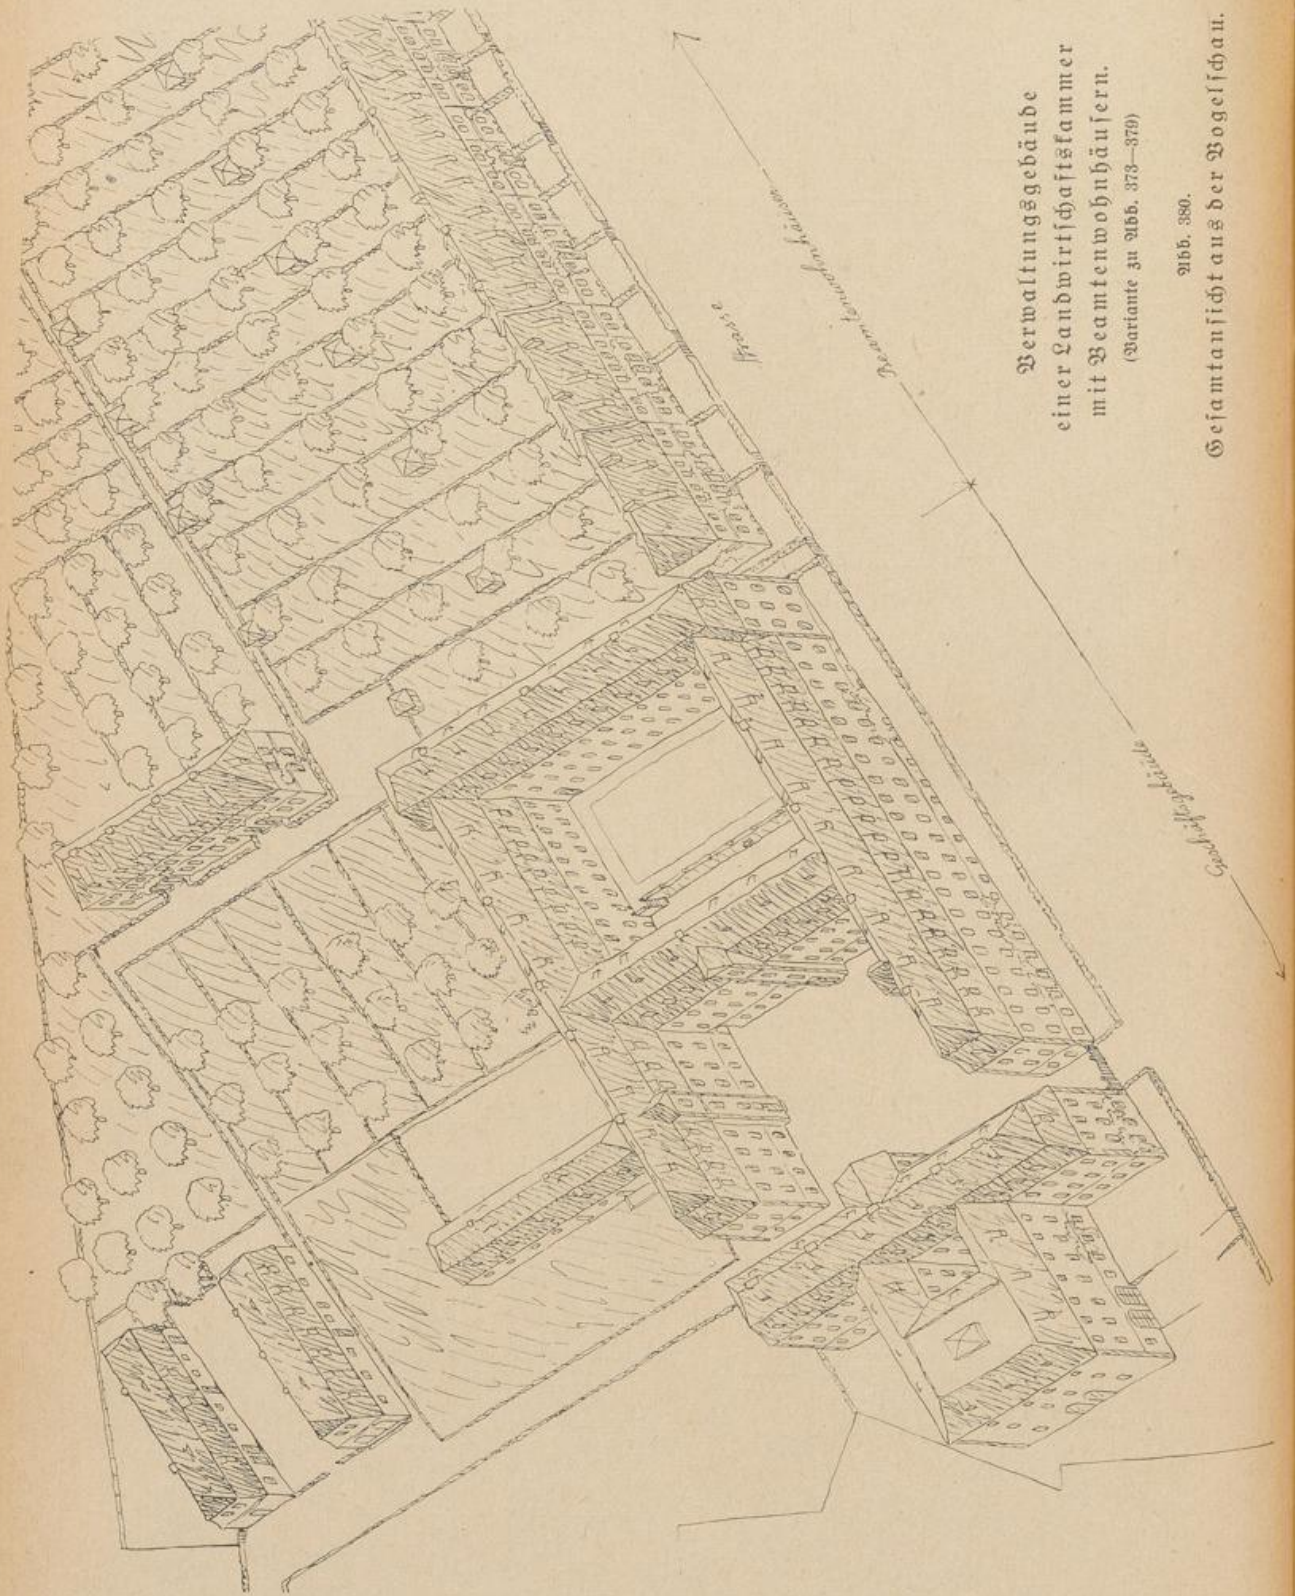 Verwaltungsgebäude
einer Landwirtschaftskammer
mit Beamtenwohnhäusern.
(Variante zu Abb. 373—379)
Abb. 380.
Gesamtansicht aus der Vogelschau.
Strasse
Beamtenwohnhäuser
Geschäftsgebäude